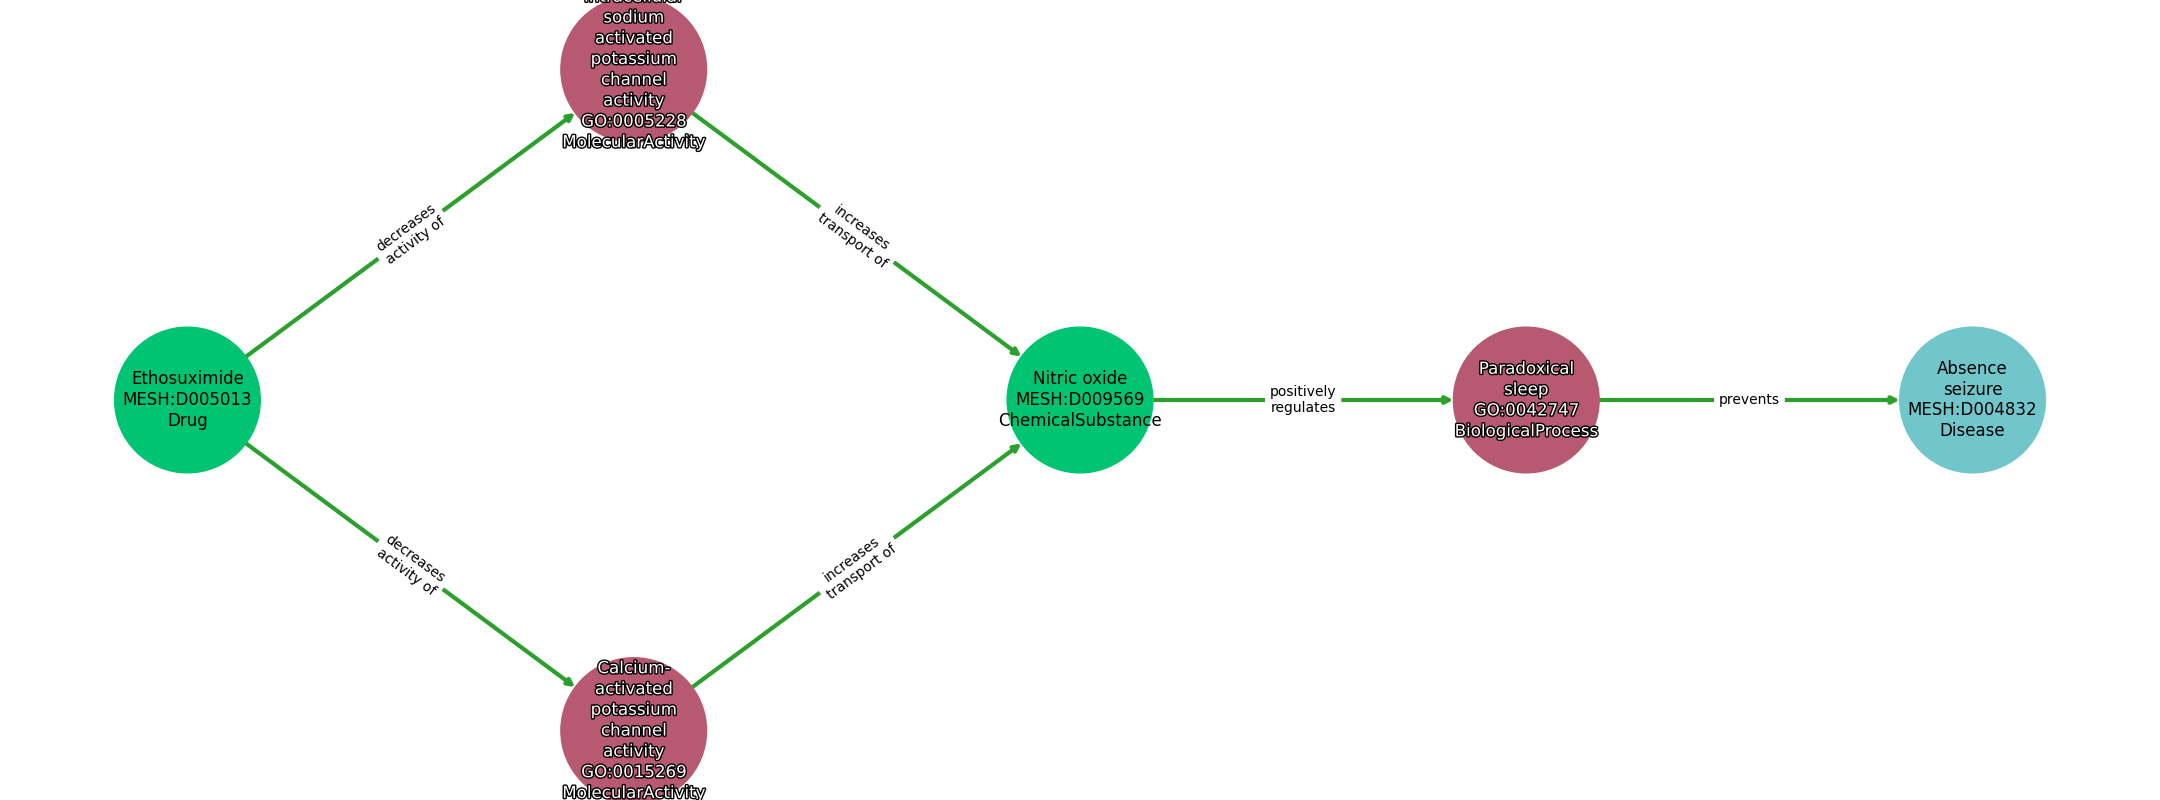 sodium
activated
potassium
channel
activity
GO:0005228
MolecularActivity
decreases
activity of
increases
transport of
Ethosuximide
MESH:D005013
Drug
Nitric oxide
MESH:D009569
ChemicalSubstance
positively
regulates
Paradoxical
sleep
GO:0042747
BiologicalProcess
prevents
Absence
seizure
MESH:D004832
Disease
decreases
activity of
increases
transport of
Calcium-
activated
potassium
channel
activity
GO:0015269
MolecularActivity